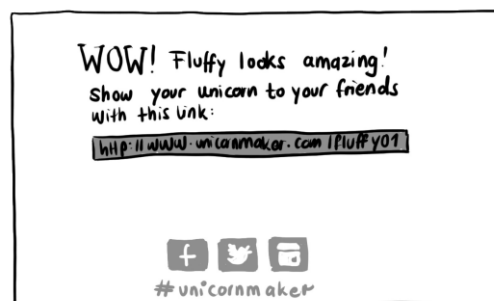 WOW! Fluffy looks amazing!
Show your unicorn to your friends
with this link:
http://www.unicornmaker.com/fluffy01
f
#unicornmaker